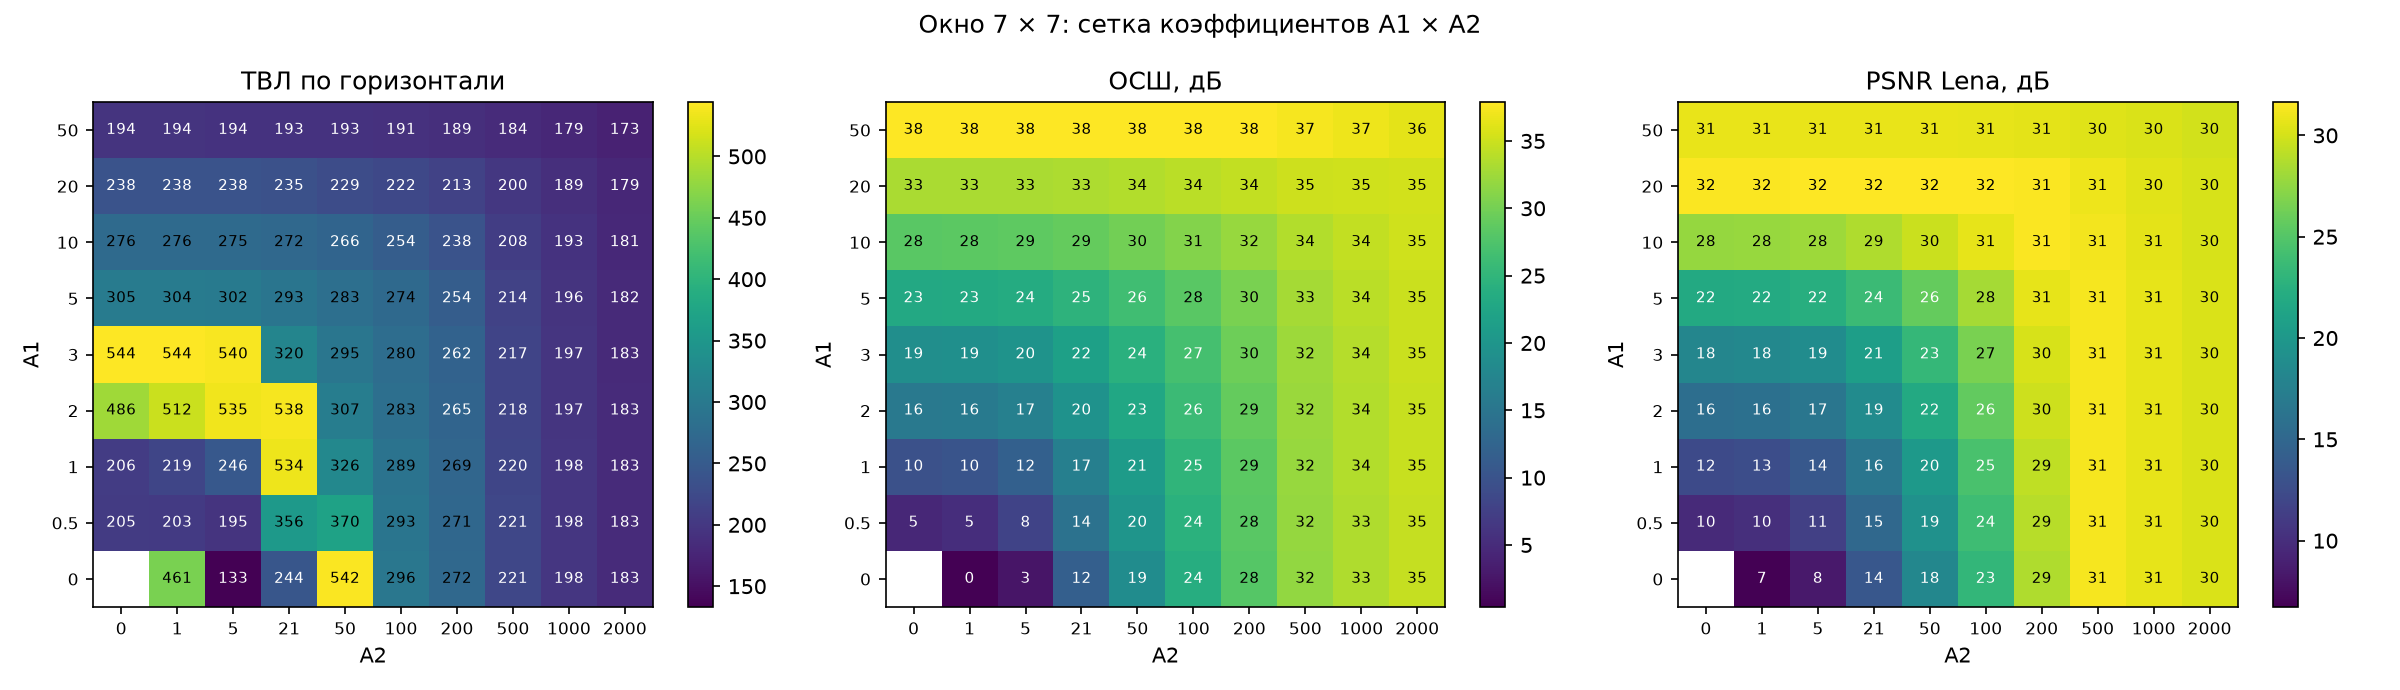 Окно 7 × 7: сетка коэффициентов A1 × A2
ТВЛ по горизонтали
50 194 194 194 193 193 191 189 184 179 173
20 238 238 238 235 229 222 213 200 189 179
10 276 276 275 272 266 254 238 208 193 181
5 305 304 302 293 283 274 254 214 196 182
3 544 544 540 320 295 280 262 217 197 183
2 486 512 535 538 307 283 265 218 197 183
1 206 219 246 534 326 289 269 220 198 183
0.5 205 203 195 356 370 293 271 221 198 183
0 461 133 244 542 296 272 221 198 183
0 1 5 21 50 100 200 500 1000 2000
A1
A2
500
450
400
350
300
250
200
150
ОСШ, дБ
50 38 38 38 38 38 38 38 37 37 36
20 33 33 33 33 34 34 34 35 35 35
10 28 28 29 29 30 31 32 34 34 35
5 23 23 24 25 26 28 30 33 34 35
3 19 19 20 22 24 27 30 32 34 35
2 16 16 17 20 23 26 29 32 34 35
1 10 10 12 17 21 25 29 32 34 35
0.5 5 5 8 14 20 24 28 32 33 35
0 0 3 12 19 24 28 32 33 35
0 1 5 21 50 100 200 500 1000 2000
A1
A2
35
30
25
20
15
10
5
PSNR Lena, дБ
50 31 31 31 31 31 31 31 30 30 30
20 32 32 32 32 32 32 31 31 30 30
10 28 28 28 29 30 31 31 31 31 30
5 22 22 22 24 26 28 31 31 31 30
3 18 18 19 21 23 27 30 31 31 30
2 16 16 17 19 22 26 30 31 31 30
1 12 13 14 16 20 25 29 31 31 30
0.5 10 10 11 15 19 24 29 31 31 30
0 7 8 14 18 23 29 31 31 30
0 1 5 21 50 100 200 500 1000 2000
A1
A2
30
25
20
15
10